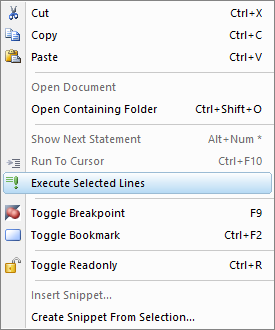 Cut Ctrl+X
Copy Ctrl+C
Paste Ctrl+V
Open Document
Open Containing Folder Ctrl+Shift+O
Show Next Statement Alt+Num *
Run To Cursor Ctrl+F10
Execute Selected Lines
Toggle Breakpoint F9
Toggle Bookmark Ctrl+F2
Toggle Readonly Ctrl+R
Insert Snippet...
Create Snippet From Selection...